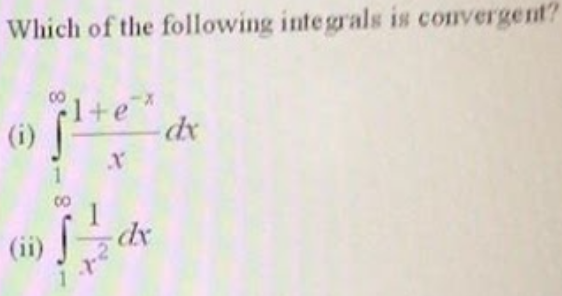 Which of the following integrals is convergent?
(i) ∫₁^∞ (1+e^{-x})/x dx
(ii) ∫₁^∞ 1/x² dx